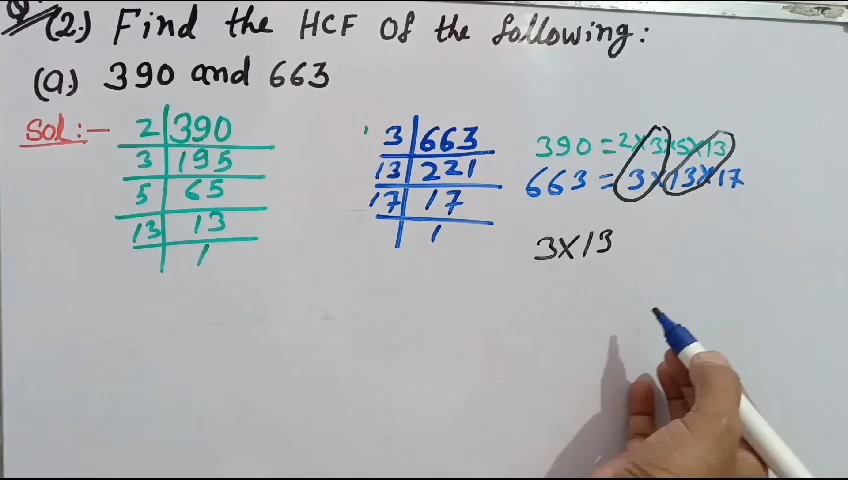 Q (2.) Find the HCF of the following:
(a.) 390 and 663
Sol:-
2 | 390
3 | 195
5 | 65
13 | 13
| 1
3 | 663
13 | 221
17 | 17
| 1
390 = 2×3×5×13
663 = 3×13×17
3×13